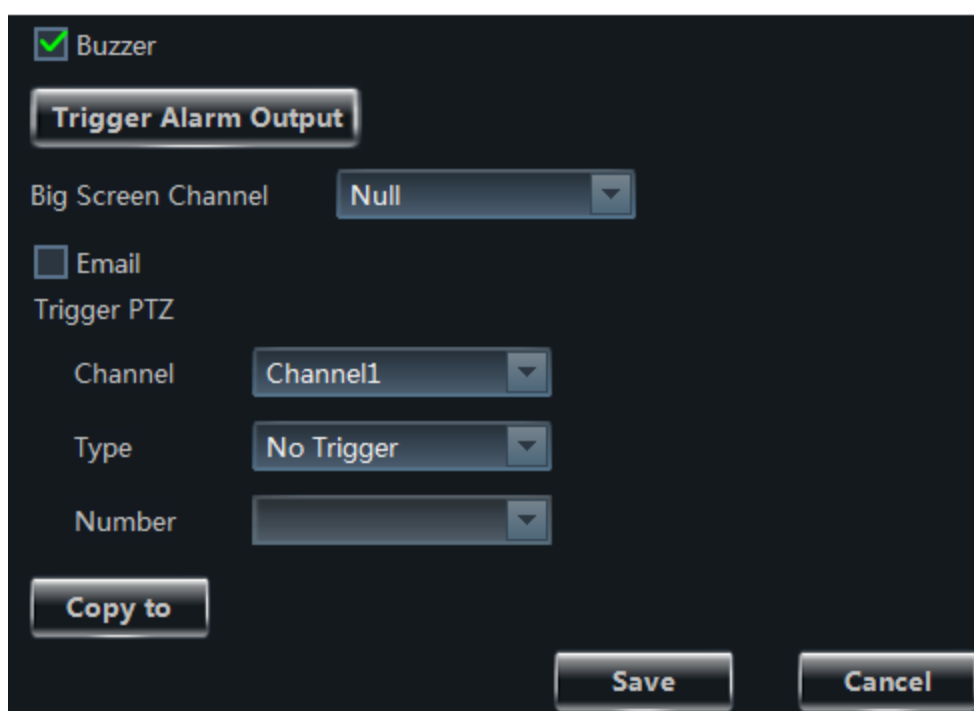 Buzzer
Trigger Alarm Output
Big Screen Channel Null
Email
Trigger PTZ
Channel Channel1
Type No Trigger
Number
Copy to
Save Cancel